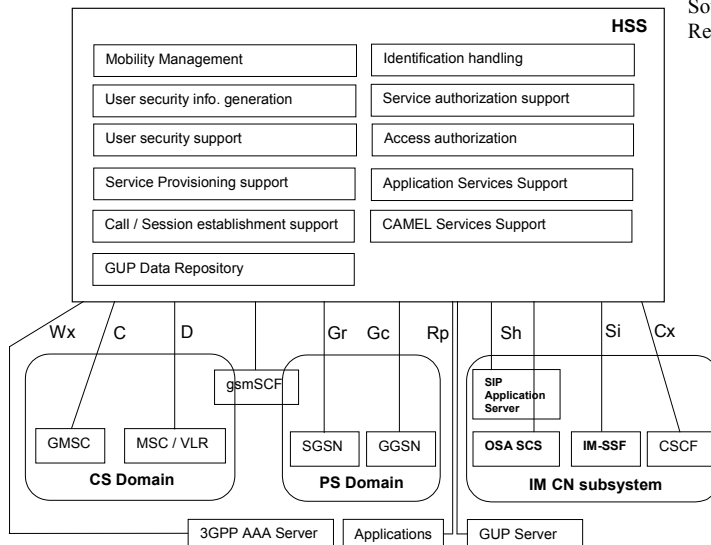 So
Re
HSS
Mobility Management
Identification handling
User security info. generation
Service authorization support
User security support
Access authorization
Service Provisioning support
Application Services Support
Call / Session establishment support
CAMEL Services Support
GUP Data Repository
Wx C D Gr Gc Rp Sh Si Cx
gsmSCF
SIP
Application
Server
GMSC
MSC / VLR
SGSN
GGSN
OSA SCS
IM-SSF
CSCF
CS Domain
PS Domain
IM CN subsystem
3GPP AAA Server
Applications
GUP Server